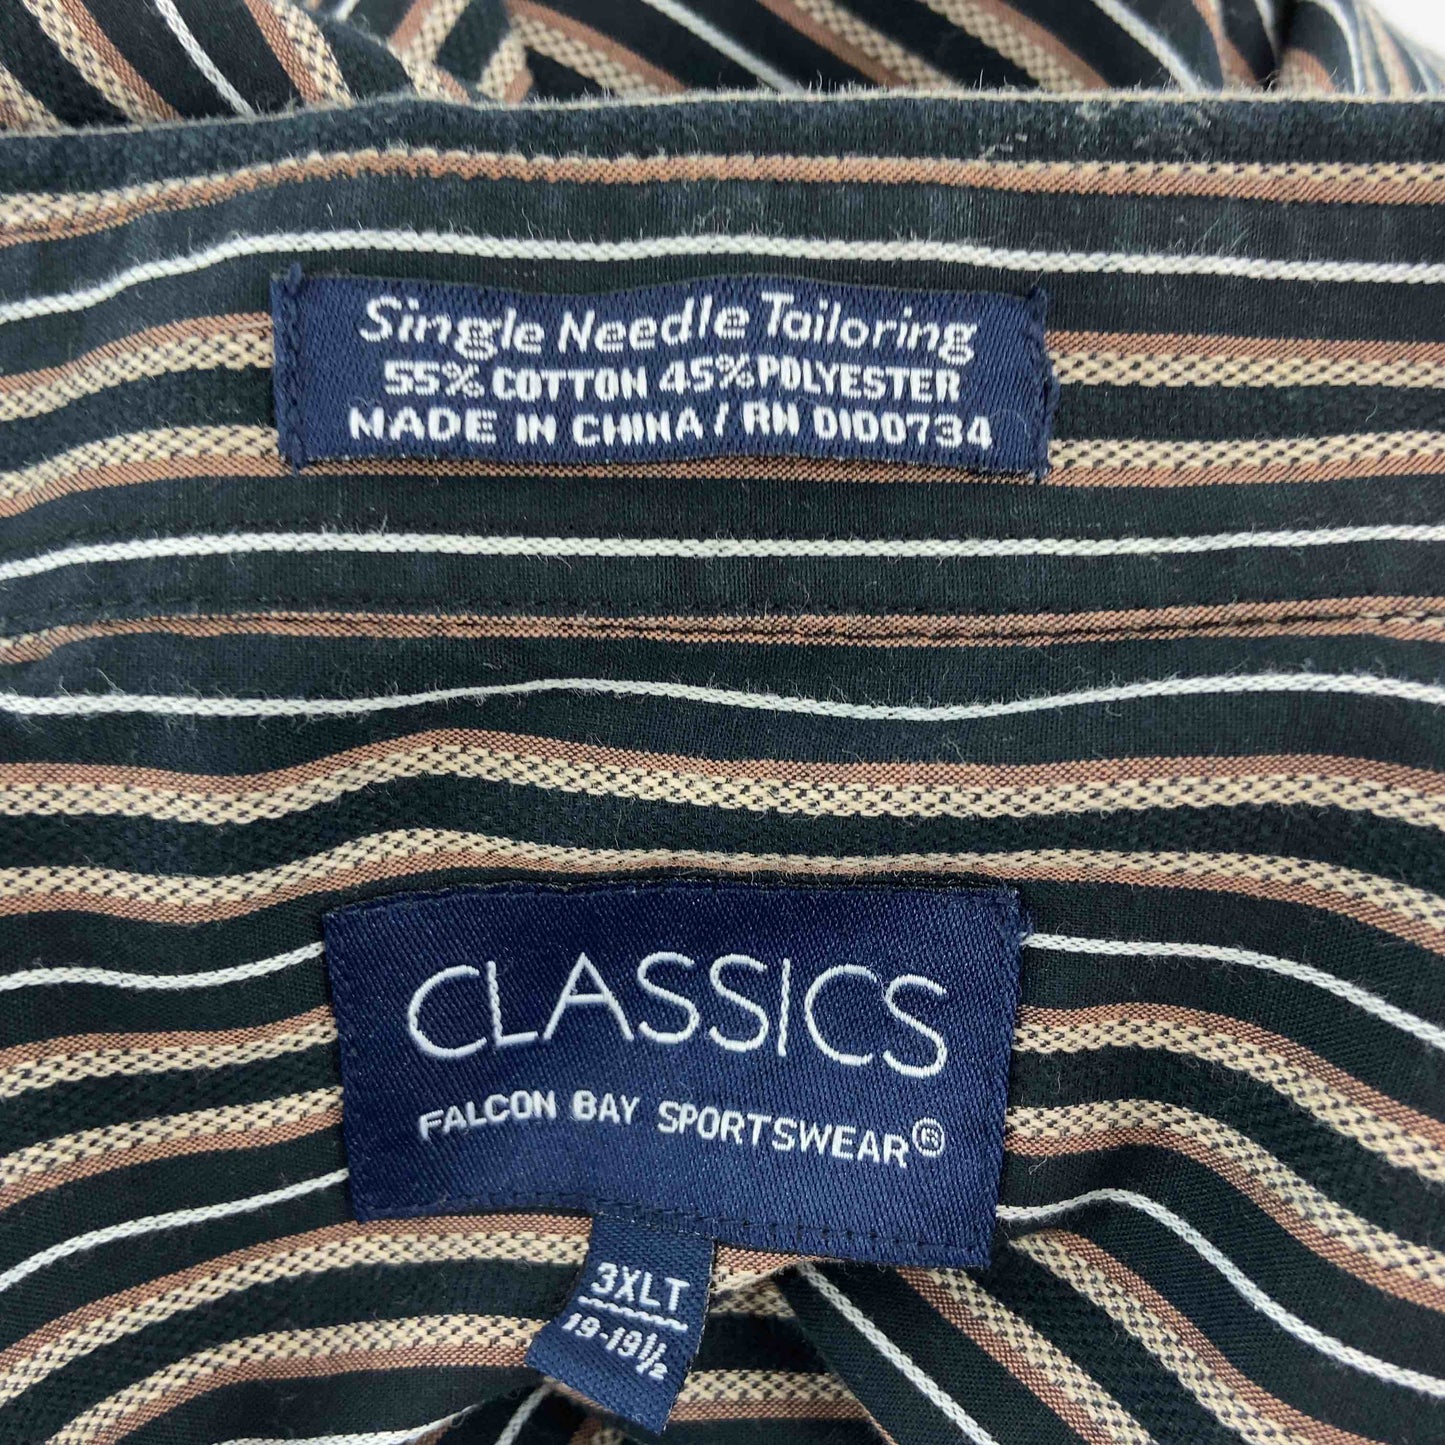 Single Needle Tailoring
55% COTTON 45% POLYESTER
MADE IN CHINA / RN 0100734
CLASSICS
FALCON BAY SPORTSWEAR®
3XLT
19-19½